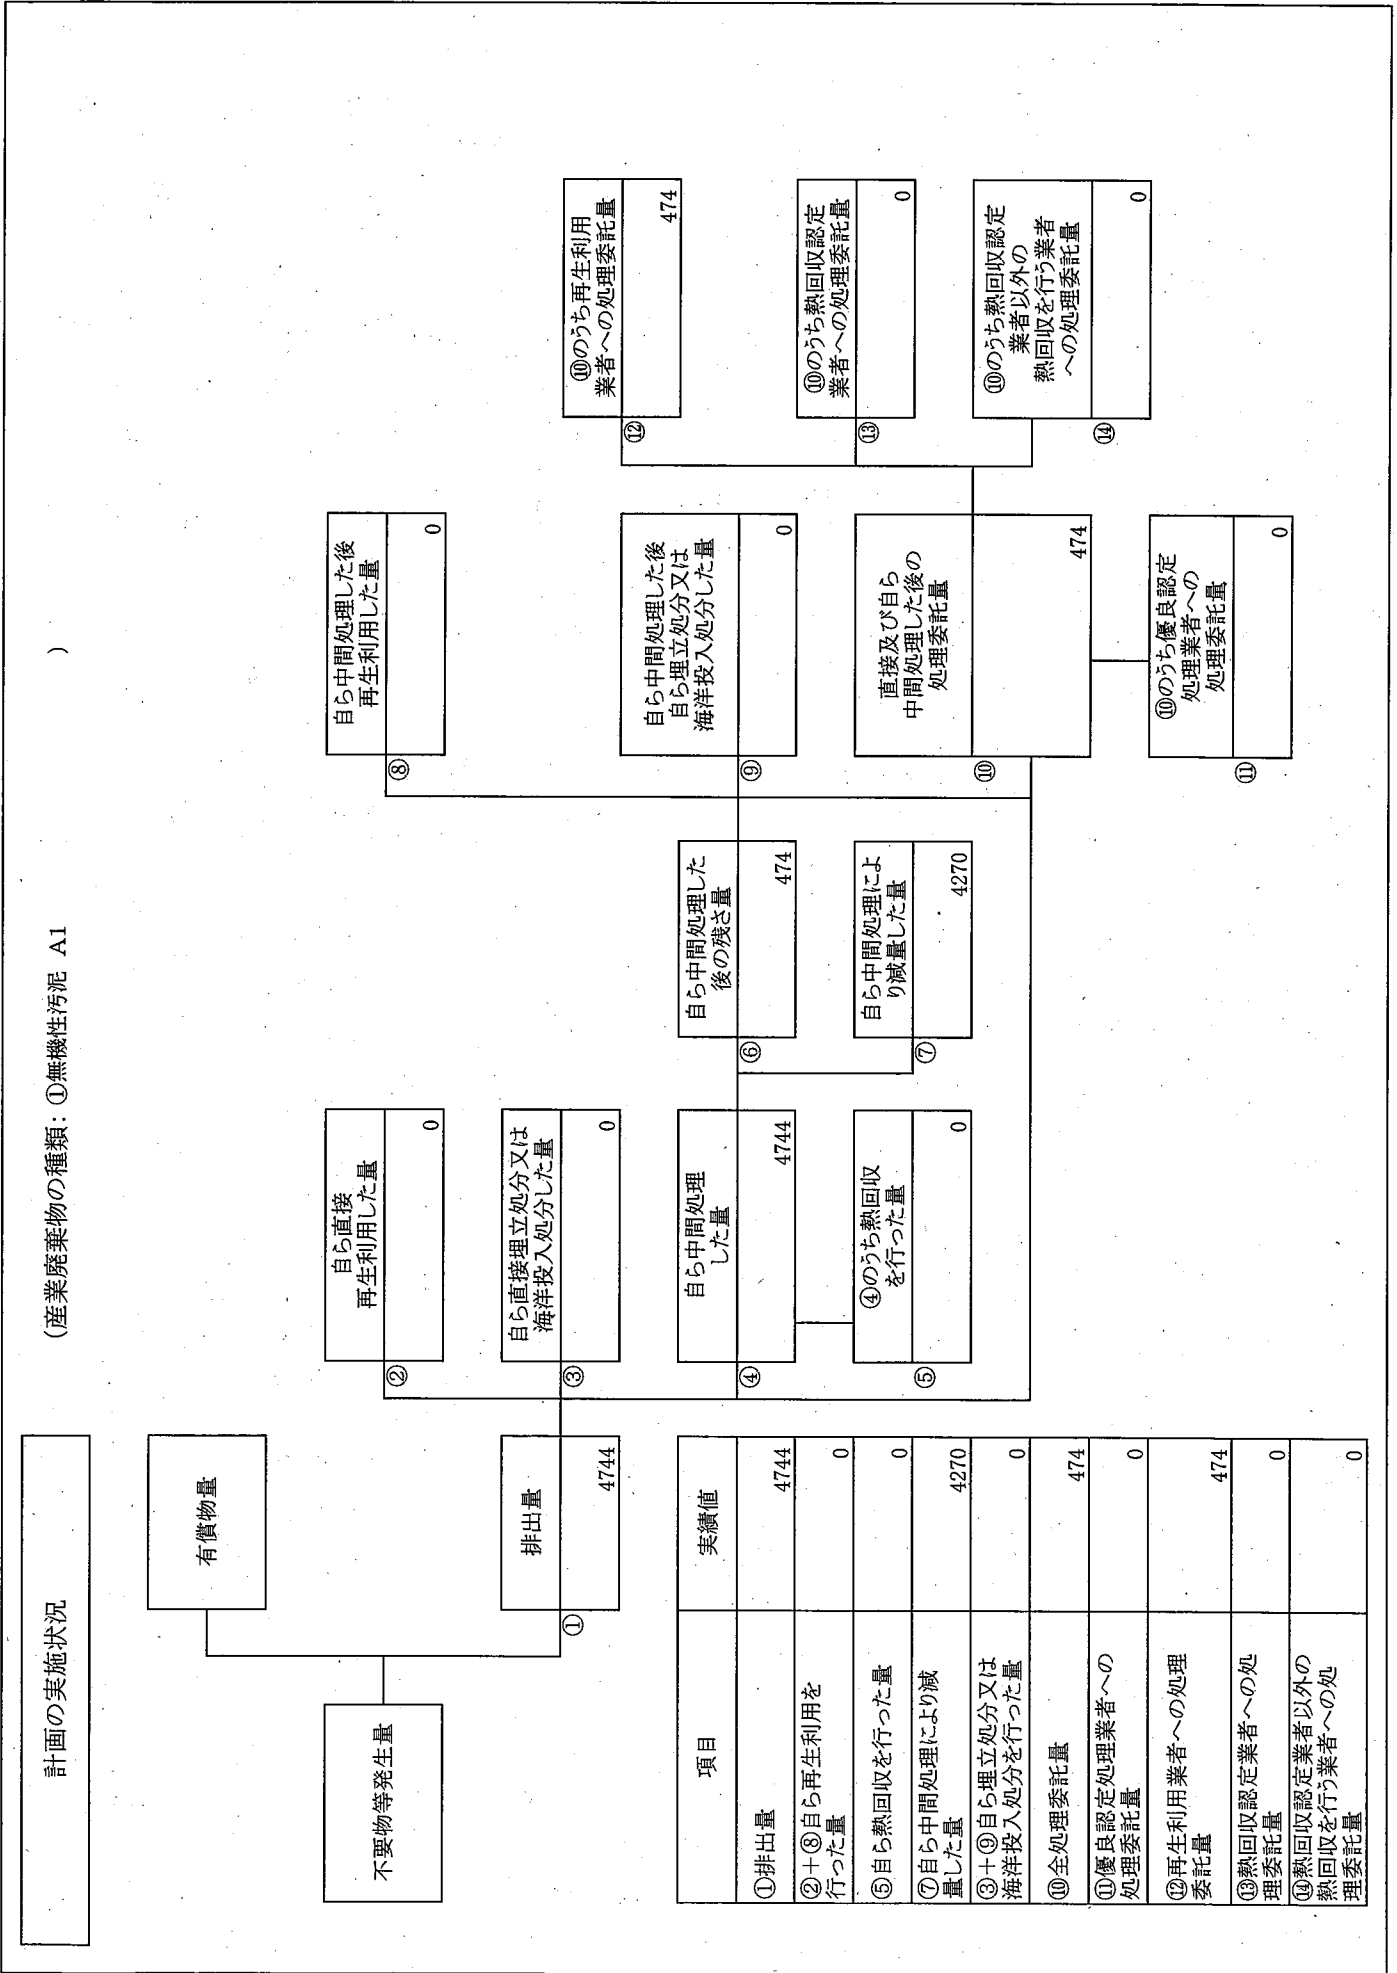 計画の実施状況
(産業廃棄物の種類：①無機性汚泥 A1 )
不要物等発生量
有償物量
排出量
①
4744
自ら直接
再生利用した量
②
0
自ら直接埋立処分又は
海洋投入処分した量
③
0
自ら中間処理
した量
④
4744
④のうち熱回収
を行った量
⑤
0
自ら中間処理した
後の残さ量
⑥
474
自ら中間処理によ
り減量した量
⑦
4270
自ら中間処理した後
再生利用した量
⑧
0
自ら中間処理した後
自ら埋立処分又は
海洋投入処分した量
⑨
0
直接及び自ら
中間処理した後の
処理委託量
⑩
474
⑩のうち優良認定
処理業者への
処理委託量
⑪
0
⑩のうち再生利用
業者への処理委託量
⑫
474
⑩のうち熱回収認定
業者への処理委託量
⑬
0
⑩のうち熱回収認定
業者以外の
熱回収を行う業者
への処理委託量
⑭
0
項目 実績値
①排出量 4744
②＋⑧自ら再生利用を
行った量 0
⑤自ら熱回収を行った量 0
⑦自ら中間処理により減
量した量 4270
③＋⑨自ら埋立処分又は
海洋投入処分を行った量 0
⑩全処理委託量 474
⑪優良認定処理業者への
処理委託量 0
⑫再生利用業者への処理
委託量 474
⑬熱回収認定業者への処
理委託量 0
⑭熱回収認定業者以外の
熱回収を行う業者への処
理委託量 0